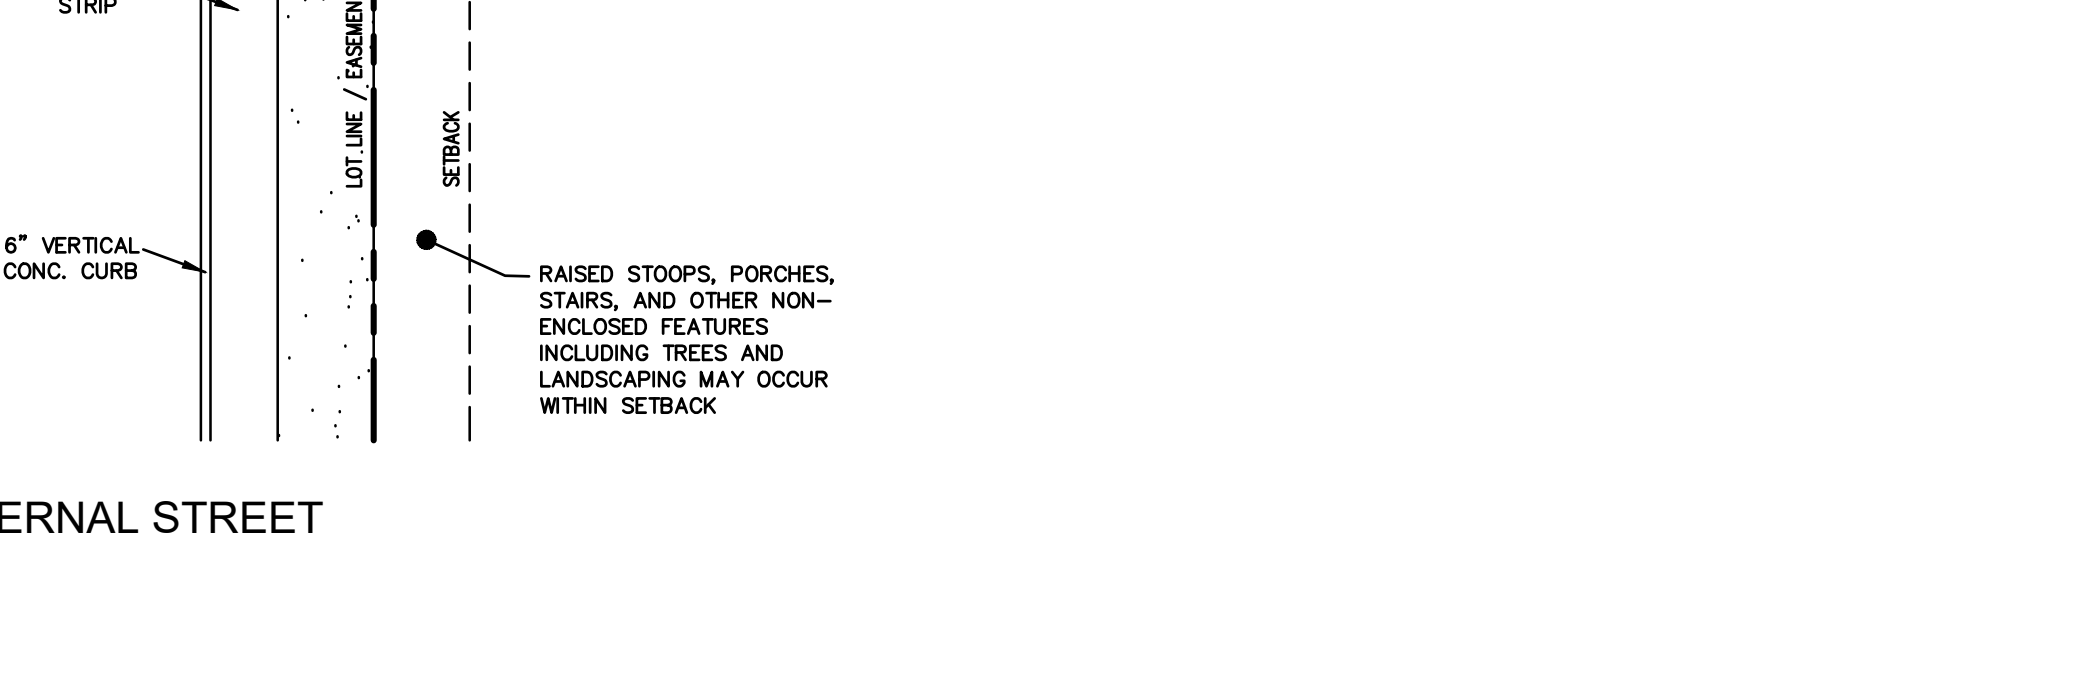 STRIP
LOT LINE / EASEMEN
SETBACK
6" VERTICAL
CONC. CURB
RAISED STOOPS, PORCHES,
STAIRS, AND OTHER NON-
ENCLOSED FEATURES
INCLUDING TREES AND
LANDSCAPING MAY OCCUR
WITHIN SETBACK
ERNAL STREET